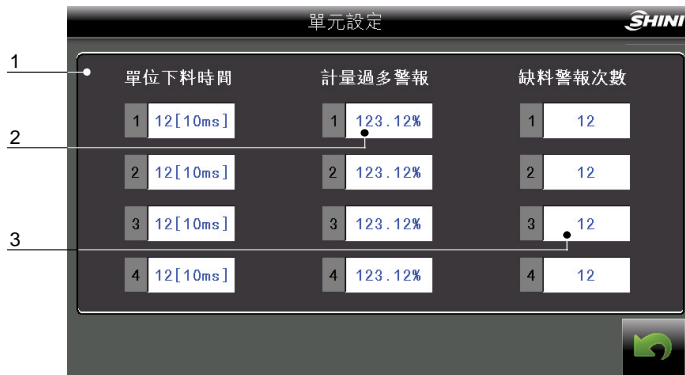 單元設定
SHINI
1
單位下料時間 計量過多警報 缺料警報次數
1 12[10ms] 1 123.12% 1 12
2
2 12[10ms] 2 123.12% 2 12
3 12[10ms] 3 123.12% 3 12
3
4 12[10ms] 4 123.12% 4 12